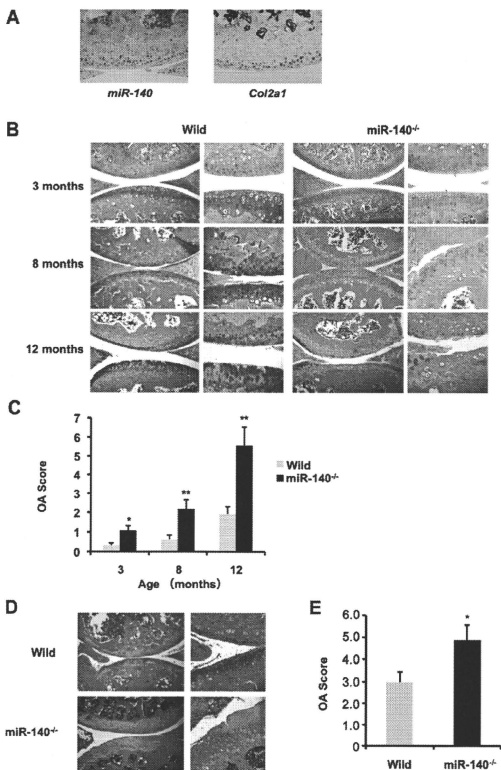 A
miR-140 Col2a1
B
Wild miR-140-/-
3 months
8 months
12 months
C
7
6
5
4
3
2
1
0
OA Score
* ** **
3 8 12
Age (months)
Wild
miR-140-/-
D
Wild
miR-140-/-
E
6.0
5.0
4.0
3.0
2.0
1.0
0.0
OA Score
*
Wild miR-140-/-